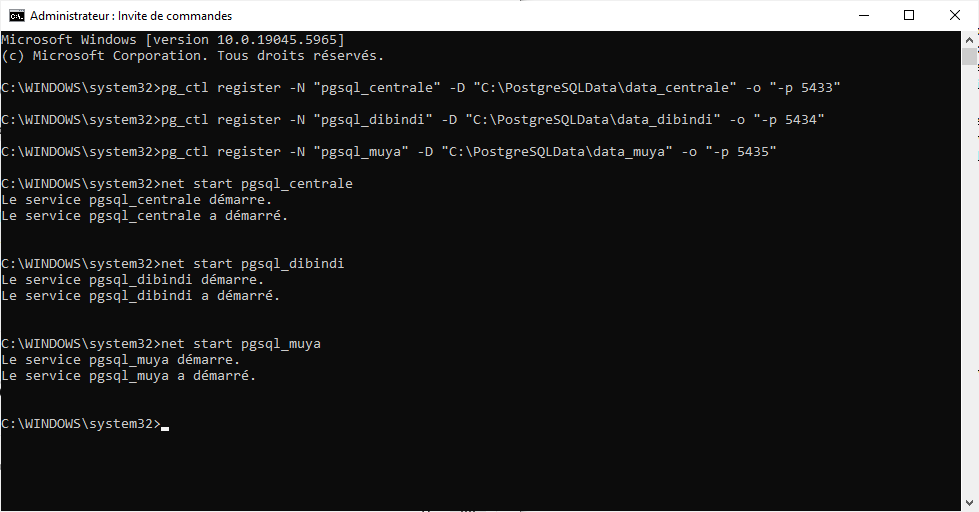 Administrateur : Invite de commandes
Microsoft Windows [version 10.0.19045.5965]
(c) Microsoft Corporation. Tous droits réservés.
C:\WINDOWS\system32>pg_ctl register -N "pgsql_centrale" -D "C:\PostgreSQLData\data_centrale" -o "-p 5433"
C:\WINDOWS\system32>pg_ctl register -N "pgsql_dibindi" -D "C:\PostgreSQLData\data_dibindi" -o "-p 5434"
C:\WINDOWS\system32>pg_ctl register -N "pgsql_muya" -D "C:\PostgreSQLData\data_muya" -o "-p 5435"
C:\WINDOWS\system32>net start pgsql_centrale
Le service pgsql_centrale démarre.
Le service pgsql_centrale a démarré.
C:\WINDOWS\system32>net start pgsql_dibindi
Le service pgsql_dibindi démarre.
Le service pgsql_dibindi a démarré.
C:\WINDOWS\system32>net start pgsql_muya
Le service pgsql_muya démarre.
Le service pgsql_muya a démarré.
C:\WINDOWS\system32>